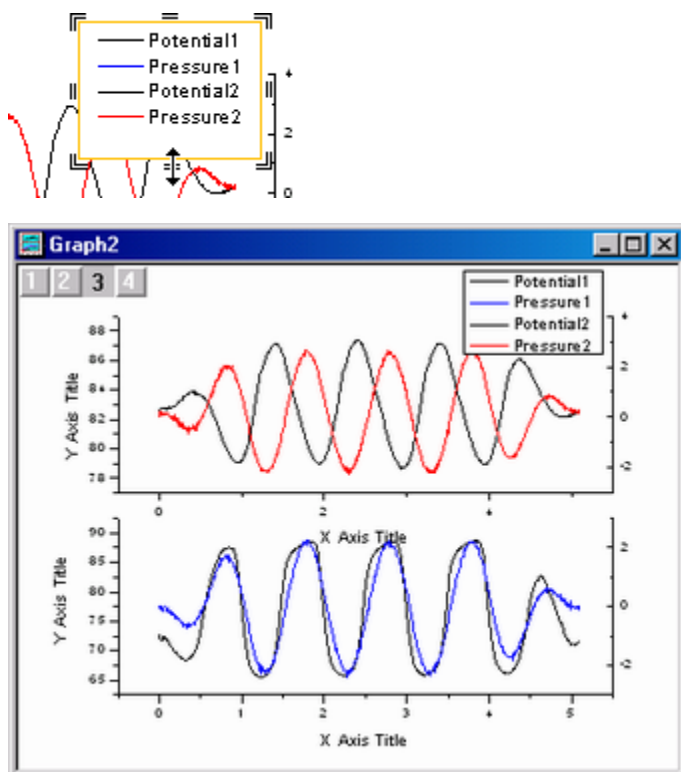 Potential1
Pressure1
Potential2
Pressure2
4
2
0
Graph2
1 2 3 4
Potential1
Pressure1
Potential2
Pressure2
88
86
84
82
80
78
Y Axis Title
4
2
0
-2
0 2 4
X Axis Title
90
85
80
75
70
65
Y Axis Title
2
0
-2
0 1 2 3 4 5
X Axis Title